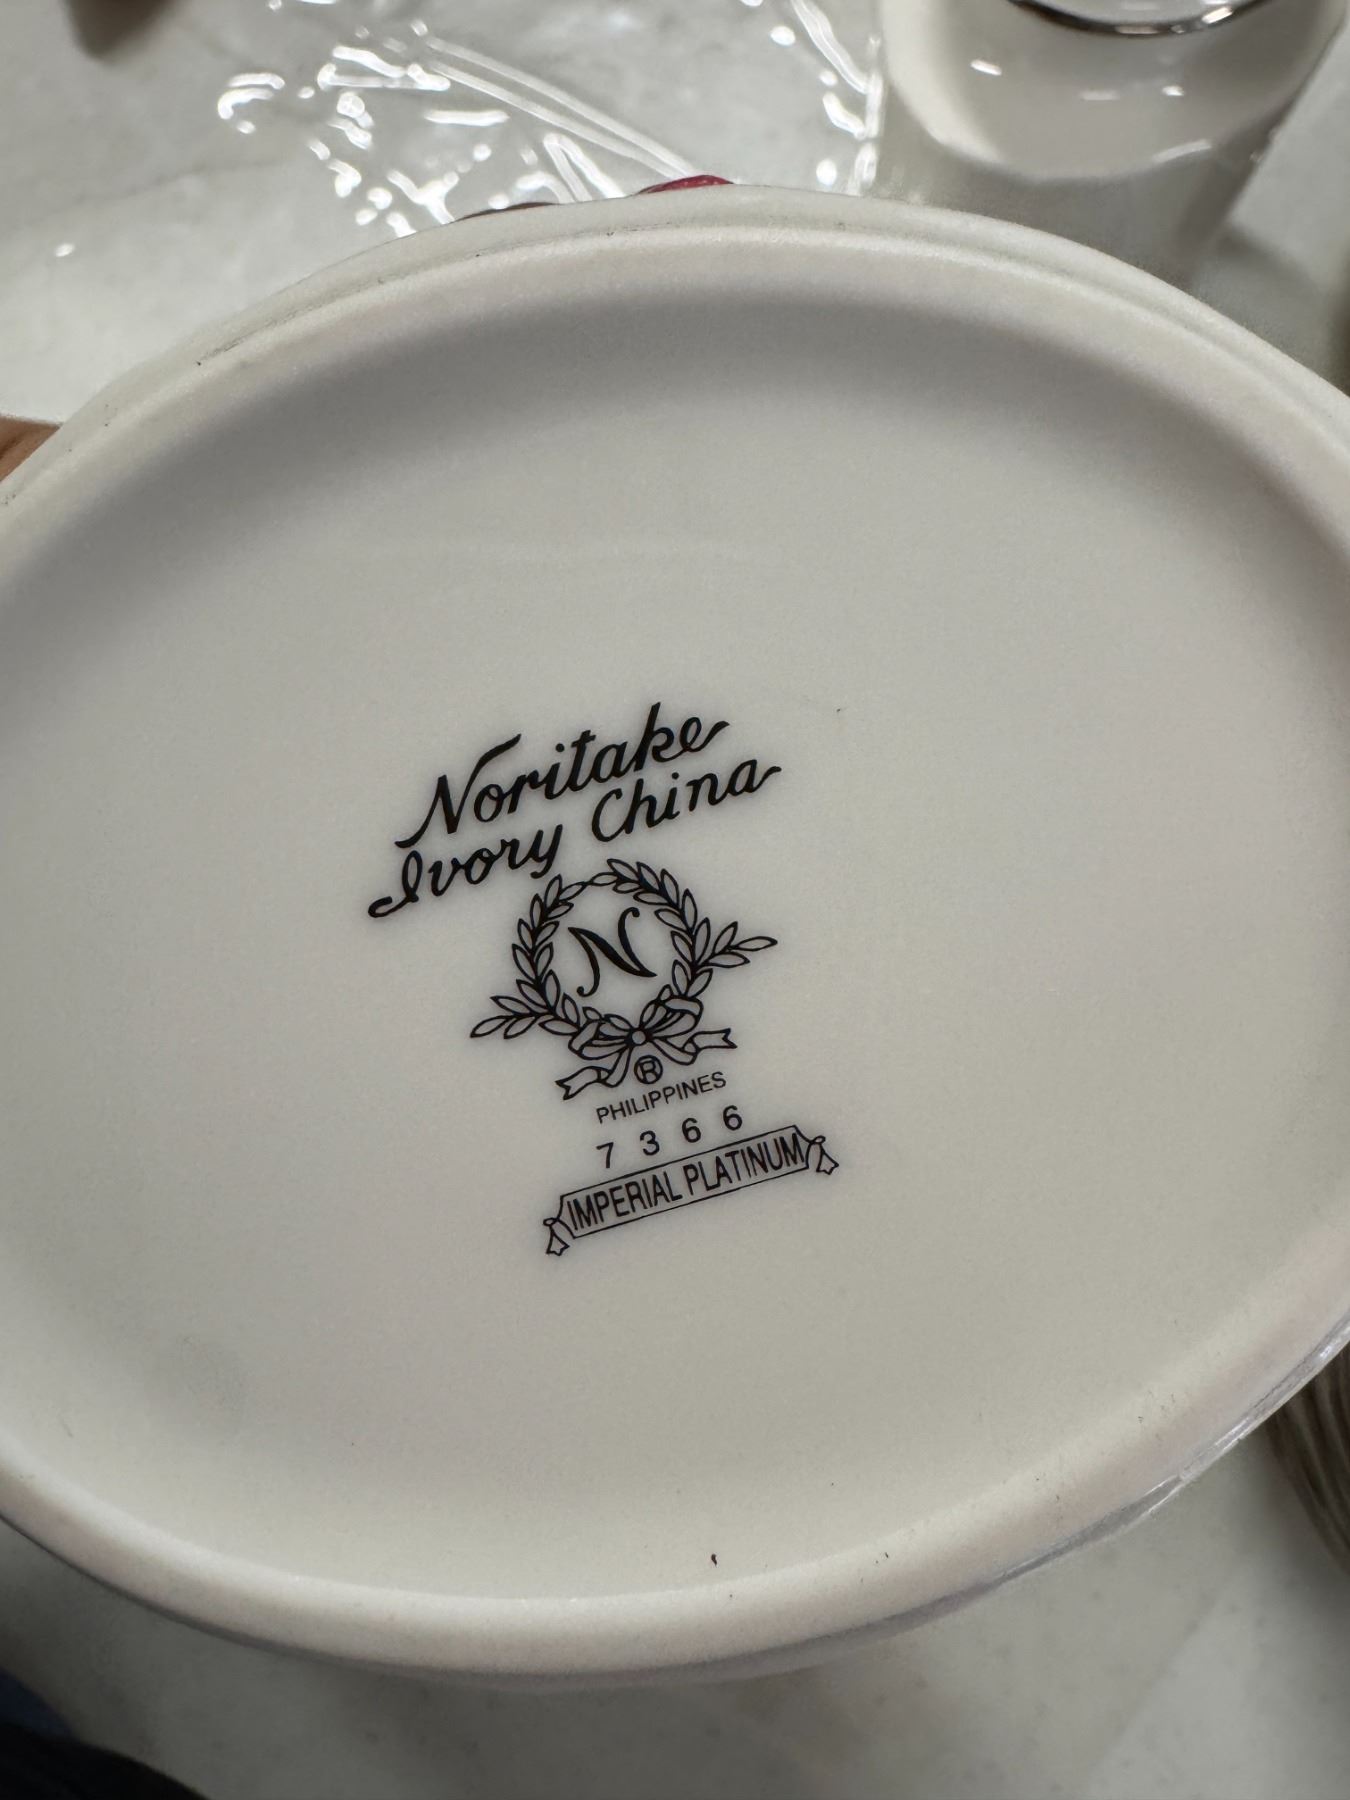 Noritake
Ivory China
N
®
PHILIPPINES
7366
IMPERIAL PLATINUM